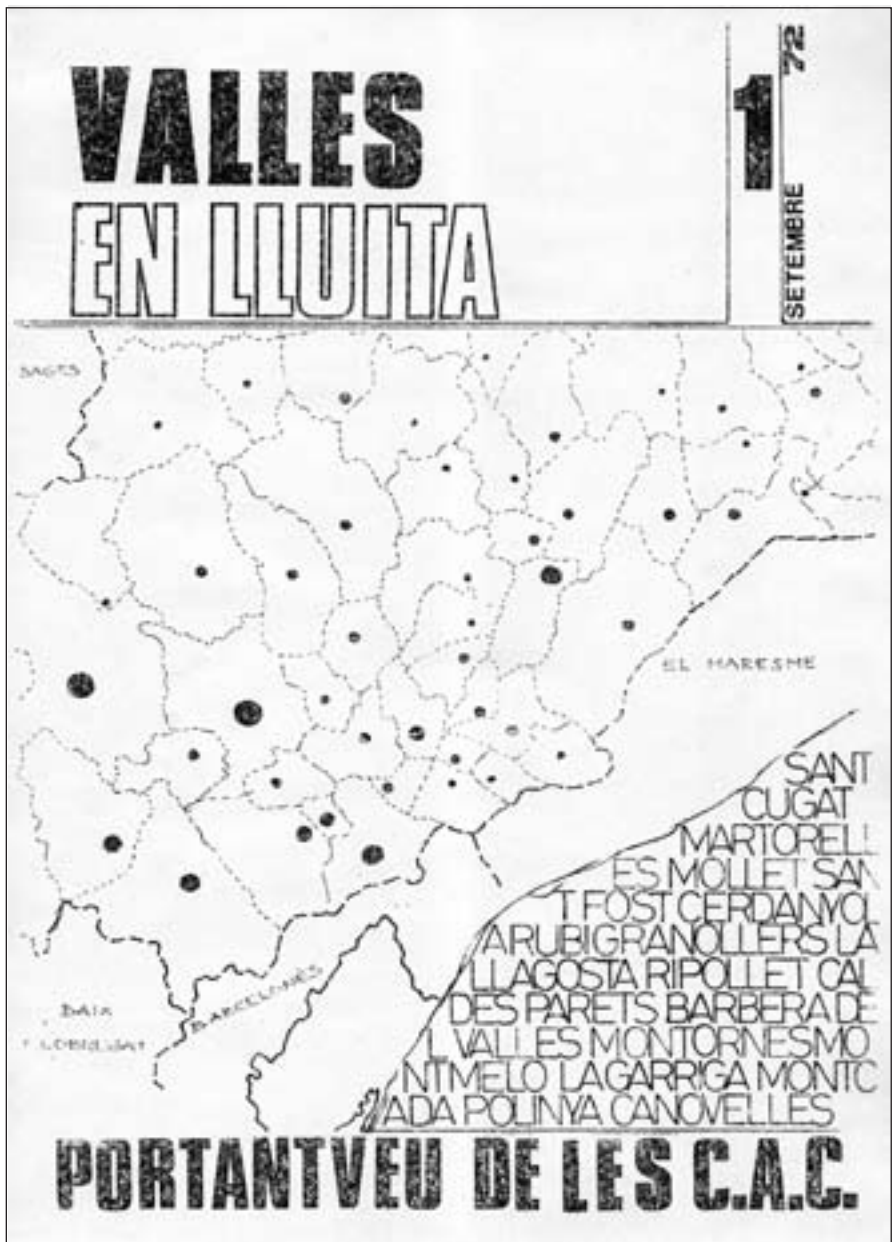 VALLES
EN LLUITA
1
72
SETEMBRE
BAGES
EL MARESME
BARCELONÈS
BAIX
LLOBREGAT
SANT
CUGAT
MARTORELL
ES MOLLET SAN
T FOST CERDANYOL
A RUBI GRANOLLERS LA
LLAGOSTA RIPOLLET CAL
DES PARETS BARBERA DE
L VALLES MONTORNES MO
NTMELO LA GARRIGA MONTC
ADA POLINYA CANOVELLES
PORTANTVEU DE LES C.A.C.